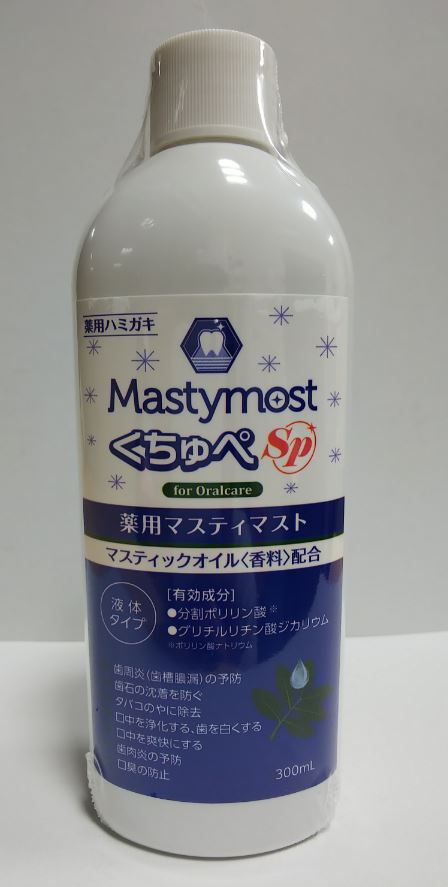 薬用ハミガキ
Mastymost
くちゅぺ Sp
for Oralcare
薬用マスティマスト
マスティックオイル〈香料〉配合
液体
タイプ
[有効成分]
●分割ポリリン酸※
●グリチルリチン酸ジカリウム
※ポリリン酸ナトリウム
歯周炎(歯槽膿漏)の予防
歯石の沈着を防ぐ
タバコのやに除去
口中を浄化する、歯を白くする
口中を爽快にする
歯肉炎の予防
口臭の防止
300mL